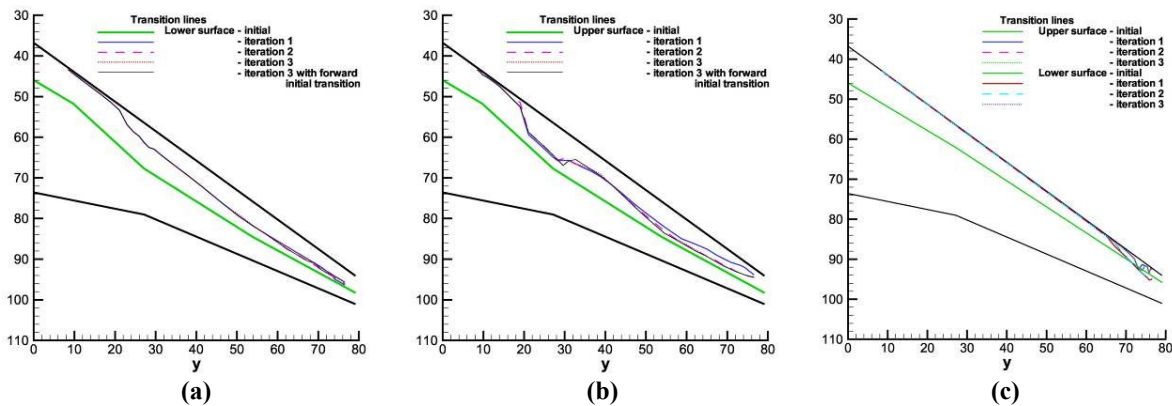 Transition lines
Lower surface - initial
- iteration 1
- iteration 2
- iteration 3
- iteration 3 with forward
initial transition
30
40
50
60
70
80
90
100
110
0 10 20 30 40 50 60 70 80
y
(a)
Transition lines
Upper surface - initial
- iteration 1
- iteration 2
- iteration 3
- iteration 3 with forward
initial transition
30
40
50
60
70
80
90
100
110
0 10 20 30 40 50 60 70 80
y
(b)
Transition lines
Upper surface - initial
- iteration 1
- iteration 2
- iteration 3
Lower surface - initial
- iteration 1
- iteration 2
- iteration 3
30
40
50
60
70
80
90
100
110
0 10 20 30 40 50 60 70 80
y
(c)